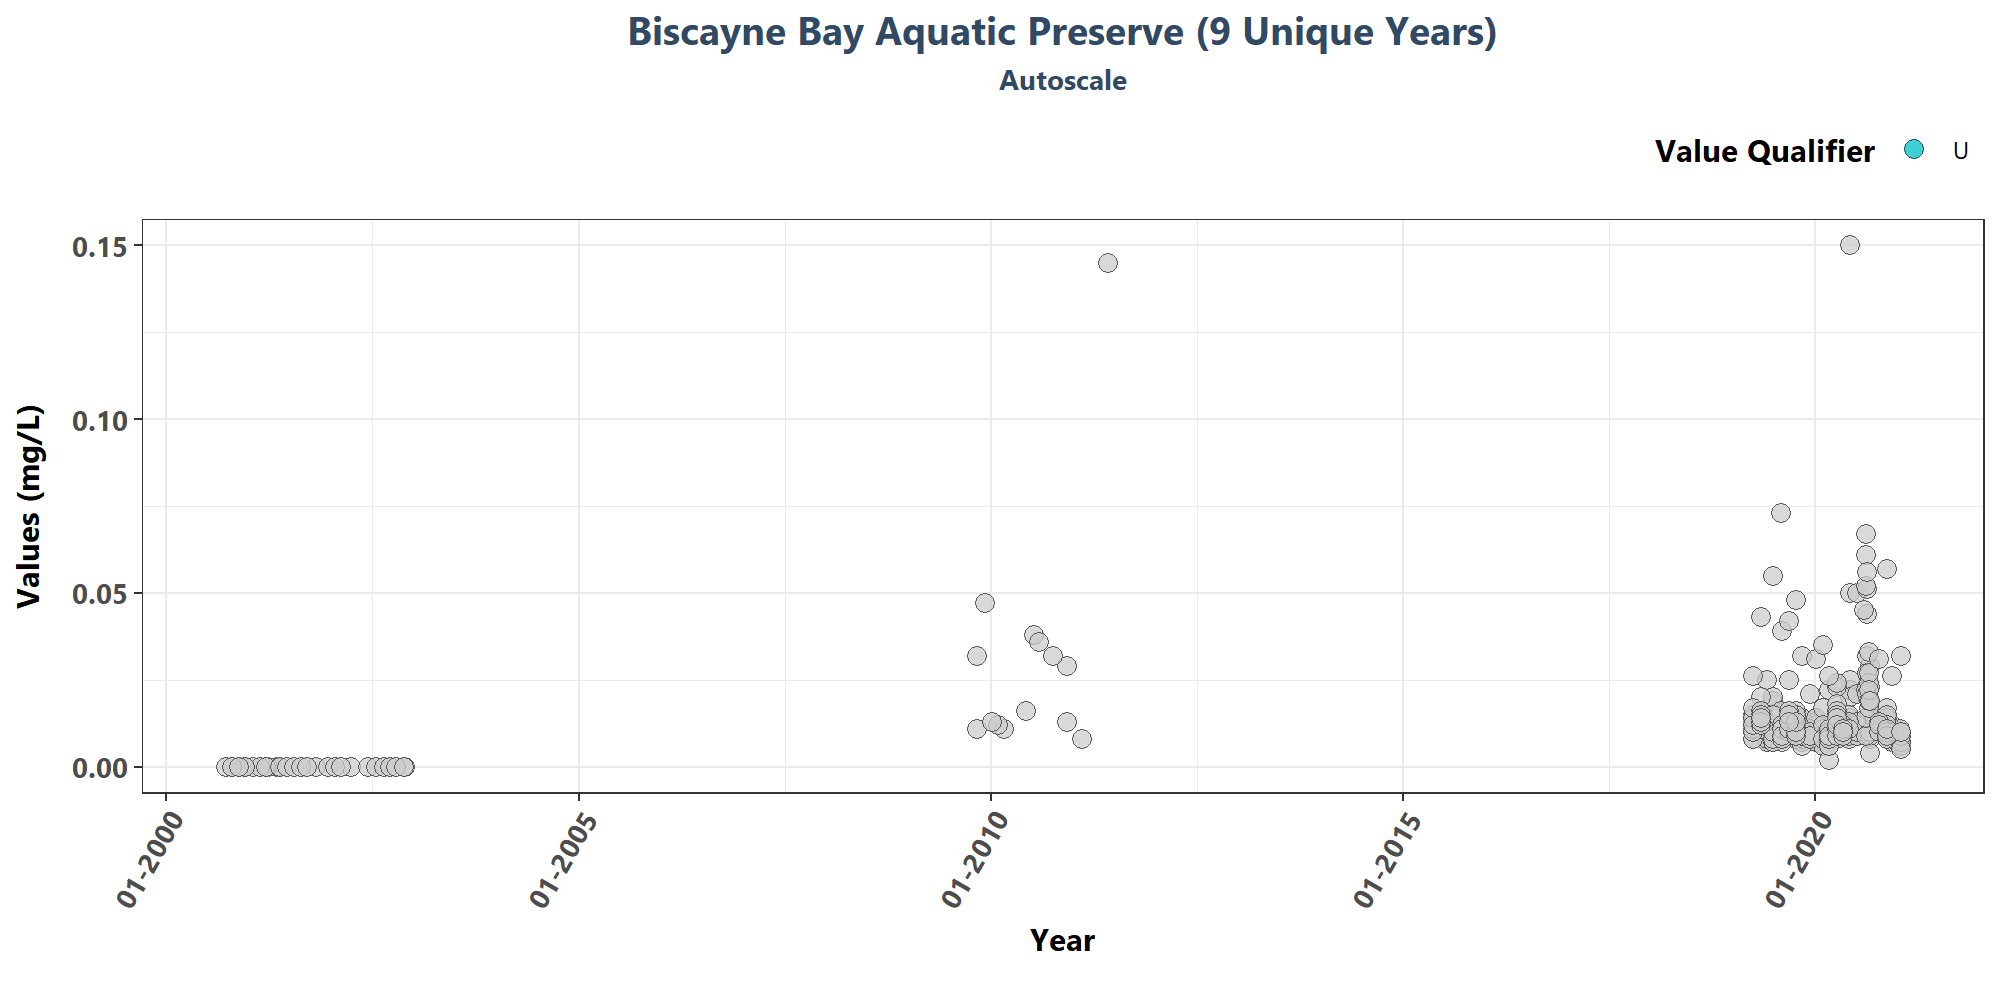 Biscayne Bay Aquatic Preserve (9 Unique Years)
Autoscale
Value Qualifier U
Values (mg/L)
0.15
0.10
0.05
0.00
01-2000 01-2005 01-2010 01-2015 01-2020
Year